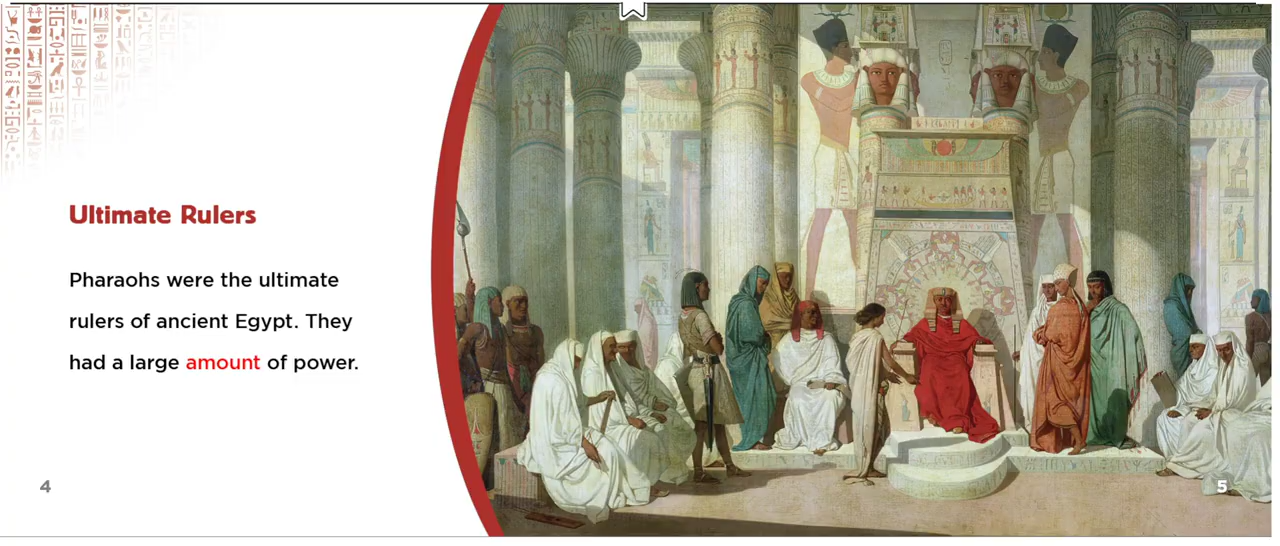 Ultimate Rulers
Pharaohs were the ultimate
rulers of ancient Egypt. They
had a large amount of power.
4
5